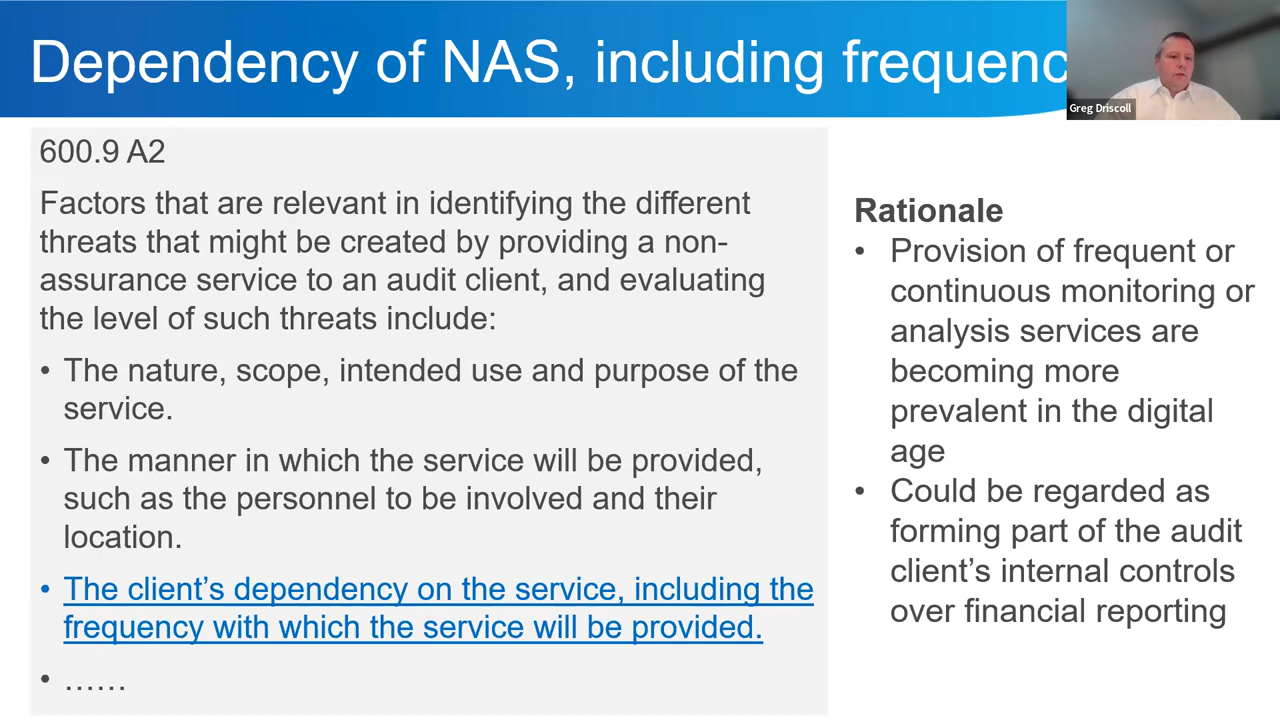 Dependency of NAS, including frequenc
Greg Driscoll
600.9 A2
Factors that are relevant in identifying the different
threats that might be created by providing a non-
assurance service to an audit client, and evaluating
the level of such threats include:
• The nature, scope, intended use and purpose of the
service.
• The manner in which the service will be provided,
such as the personnel to be involved and their
location.
• The client’s dependency on the service, including the
frequency with which the service will be provided.
• ……
Rationale
• Provision of frequent or
continuous monitoring or
analysis services are
becoming more
prevalent in the digital
age
• Could be regarded as
forming part of the audit
client’s internal controls
over financial reporting